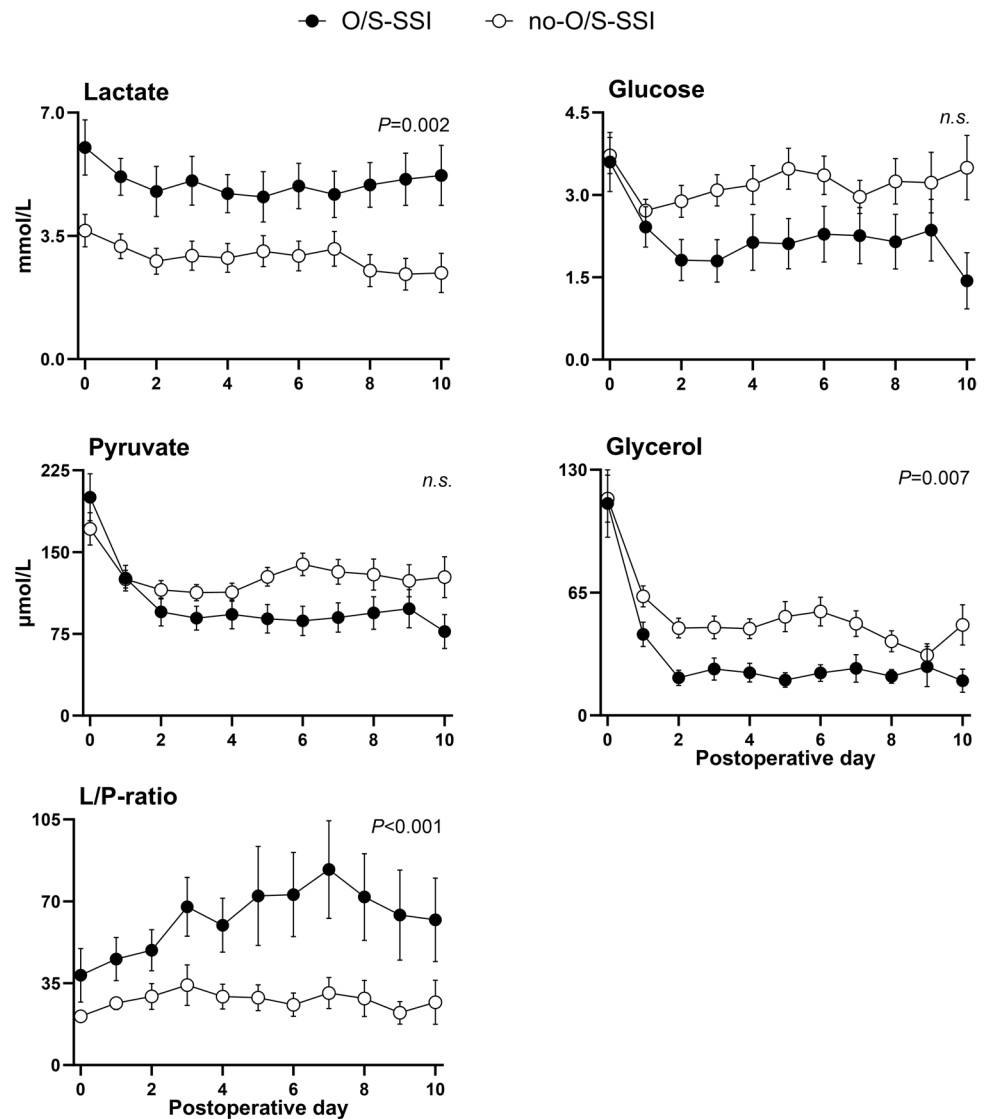 O/S-SSI no-O/S-SSI
Lactate
P=0.002
mmol/L
7.0
3.5
0.0
0 2 4 6 8 10
Glucose
n.s.
4.5
3.0
1.5
0.0
0 2 4 6 8 10
Pyruvate
n.s.
µmol/L
225
150
75
0
0 2 4 6 8 10
Glycerol
P=0.007
130
65
0
0 2 4 6 8 10
Postoperative day
L/P-ratio
P<0.001
105
70
35
0
0 2 4 6 8 10
Postoperative day